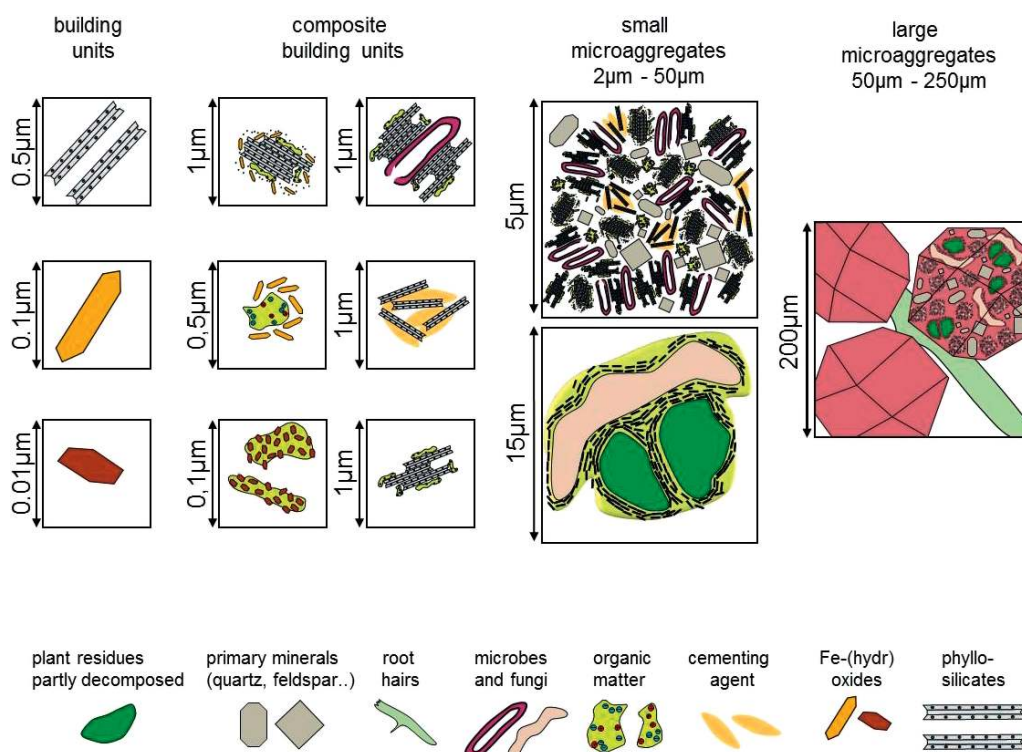 building
units
composite
building units
small
microaggregates
2µm - 50µm
large
microaggregates
50µm - 250µm
0.5µm
1µm
1µm
5µm
200µm
0.1µm
0,5µm
1µm
15µm
0.01µm
0,1µm
1µm
plant residues
partly decomposed
primary minerals
(quartz, feldspar..)
root
hairs
microbes
and fungi
organic
matter
cementing
agent
Fe-(hydr)
oxides
phyllo-
silicates